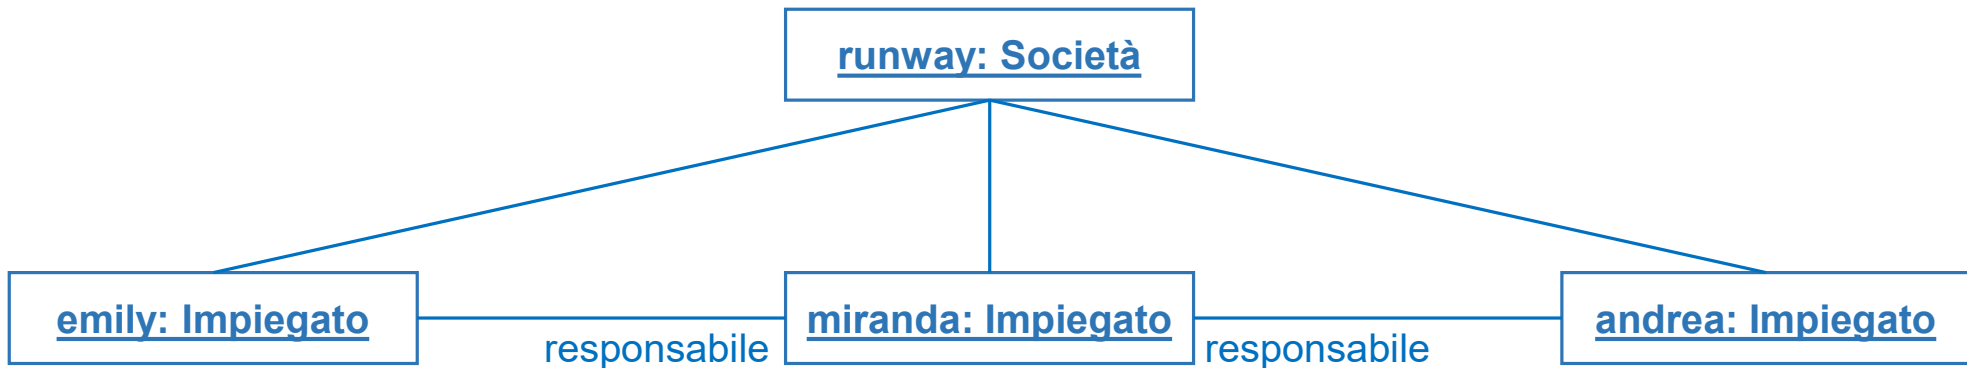 runway: Società
emily: Impiegato
miranda: Impiegato
andrea: Impiegato
responsabile
responsabile